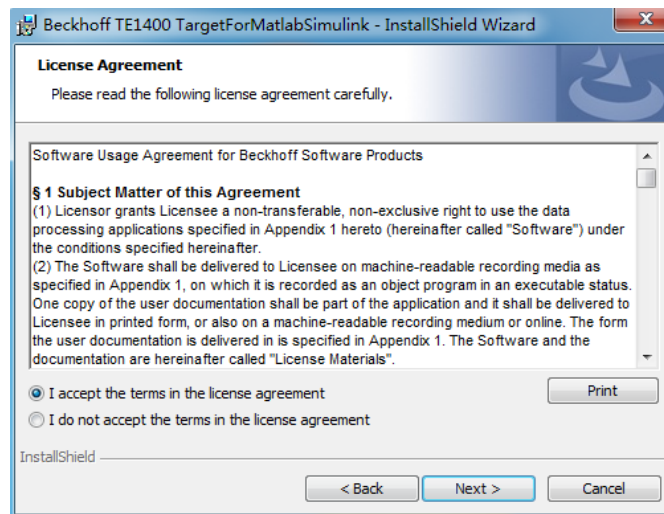 Beckhoff TE1400 TargetForMatlabSimulink - InstallShield Wizard
License Agreement
Please read the following license agreement carefully.
Software Usage Agreement for Beckhoff Software Products
§ 1 Subject Matter of this Agreement
(1) Licensor grants Licensee a non-transferable, non-exclusive right to use the data
processing applications specified in Appendix 1 hereto (hereinafter called "Software") under
the conditions specified hereinafter.
(2) The Software shall be delivered to Licensee on machine-readable recording media as
specified in Appendix 1, on which it is recorded as an object program in an executable status.
One copy of the user documentation shall be part of the application and it shall be delivered to
Licensee in printed form, or also on a machine-readable recording medium or online. The form
the user documentation is delivered in is specified in Appendix 1. The Software and the
documentation are hereinafter called "License Materials".
I accept the terms in the license agreement
Print
I do not accept the terms in the license agreement
InstallShield
< Back
Next >
Cancel